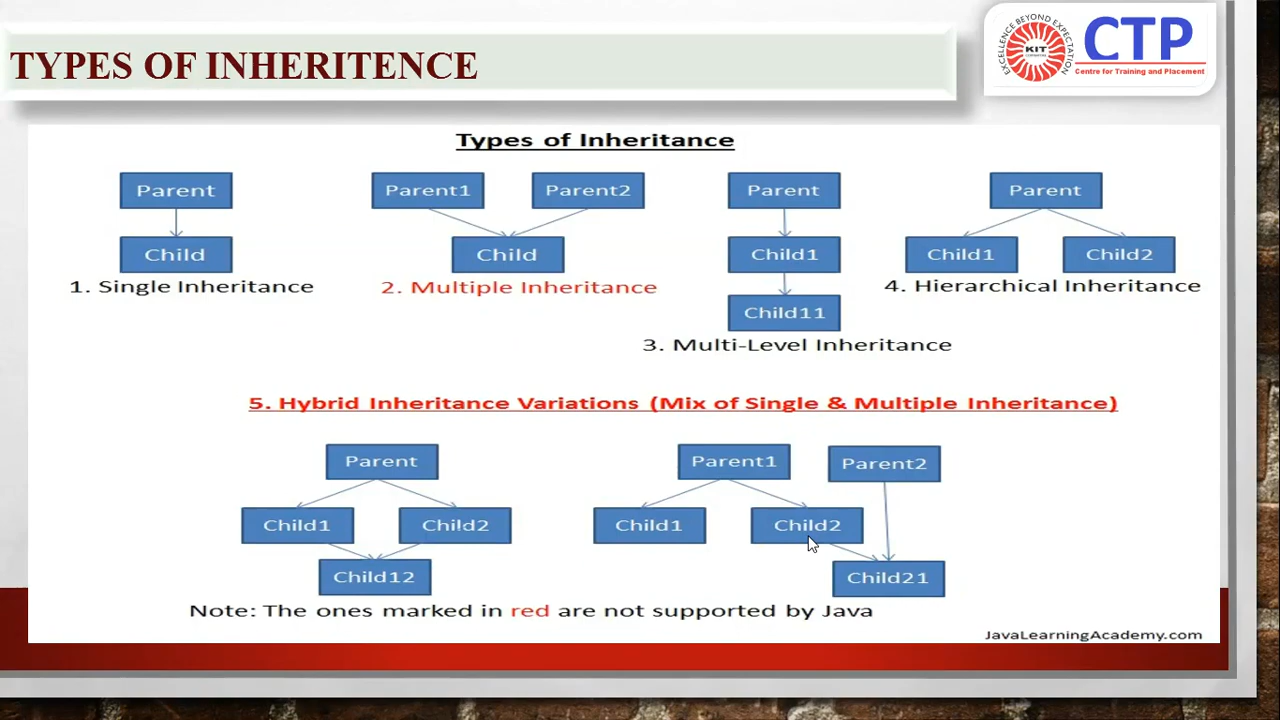 TYPES OF INHERITENCE
EXCELLENCE BEYOND EXPECTATION
KIT
CTP
Centre for Training and Placement
Types of Inheritance
Parent
Child
1. Single Inheritance
Parent1 Parent2
Child
2. Multiple Inheritance
Parent
Child1
Child11
3. Multi-Level Inheritance
Parent
Child1 Child2
4. Hierarchical Inheritance
5. Hybrid Inheritance Variations (Mix of Single & Multiple Inheritance)
Parent
Child1 Child2
Child12
Parent1 Parent2
Child1 Child2
Child21
Note: The ones marked in red are not supported by Java
JavaLearningAcademy.com